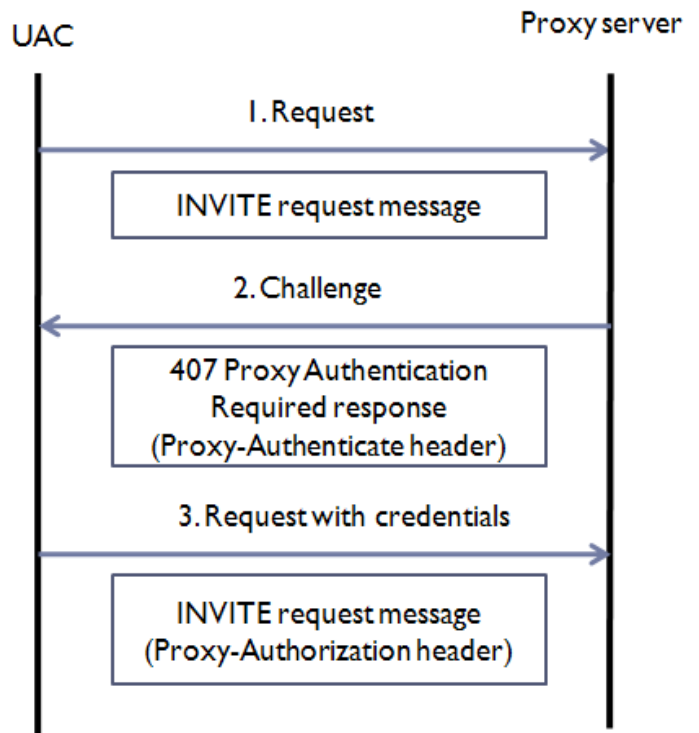 UAC
Proxy server
1. Request
INVITE request message
2. Challenge
407 Proxy Authentication
Required response
(Proxy-Authenticate header)
3. Request with credentials
INVITE request message
(Proxy-Authorization header)